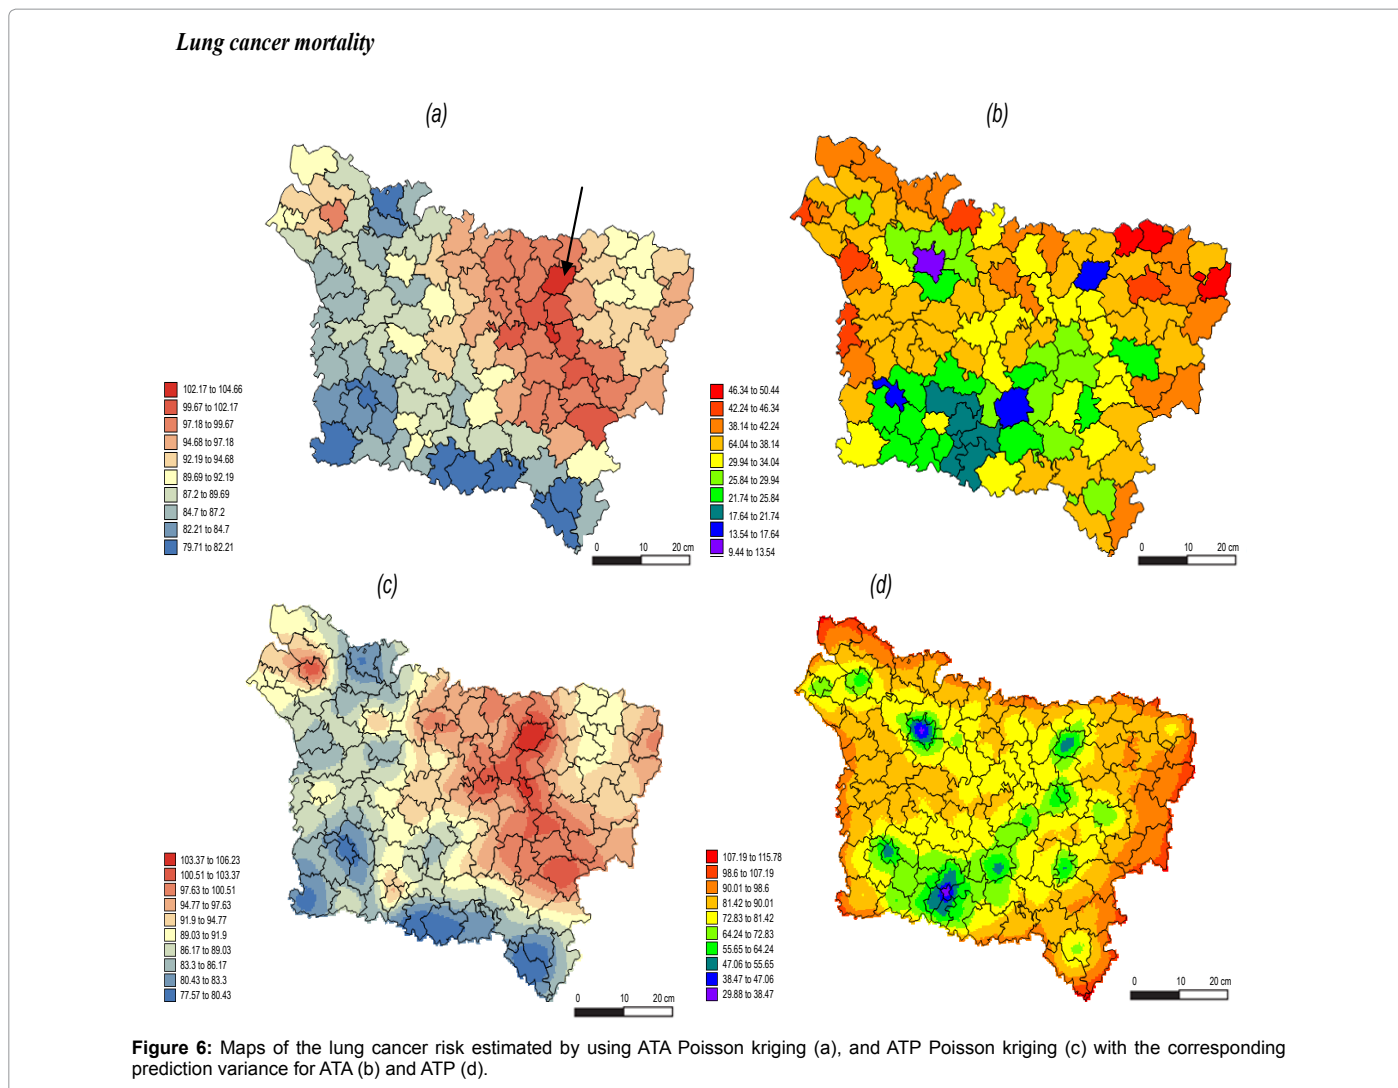 Lung cancer mortality
(a)
(b)
102.17 to 104.66
99.67 to 102.17
97.18 to 99.67
94.68 to 97.18
92.19 to 94.68
89.69 to 92.19
87.2 to 89.69
84.7 to 87.2
82.21 to 84.7
79.71 to 82.21
0 10 20 cm
46.34 to 50.44
42.24 to 46.34
38.14 to 42.24
64.04 to 38.14
29.94 to 34.04
25.84 to 29.94
21.74 to 25.84
17.64 to 21.74
13.54 to 17.64
9.44 to 13.54
0 10 20 cm
(c)
(d)
103.37 to 106.23
100.51 to 103.37
97.63 to 100.51
94.77 to 97.63
91.9 to 94.77
89.03 to 91.9
86.17 to 89.03
83.3 to 86.17
80.43 to 83.3
77.57 to 80.43
0 10 20 cm
107.19 to 115.78
98.6 to 107.19
90.01 to 98.6
81.42 to 90.01
72.83 to 81.42
64.24 to 72.83
55.65 to 64.24
47.06 to 55.65
38.47 to 47.06
29.88 to 38.47
0 10 20 cm
Figure 6: Maps of the lung cancer risk estimated by using ATA Poisson kriging (a), and ATP Poisson kriging (c) with the corresponding
prediction variance for ATA (b) and ATP (d).